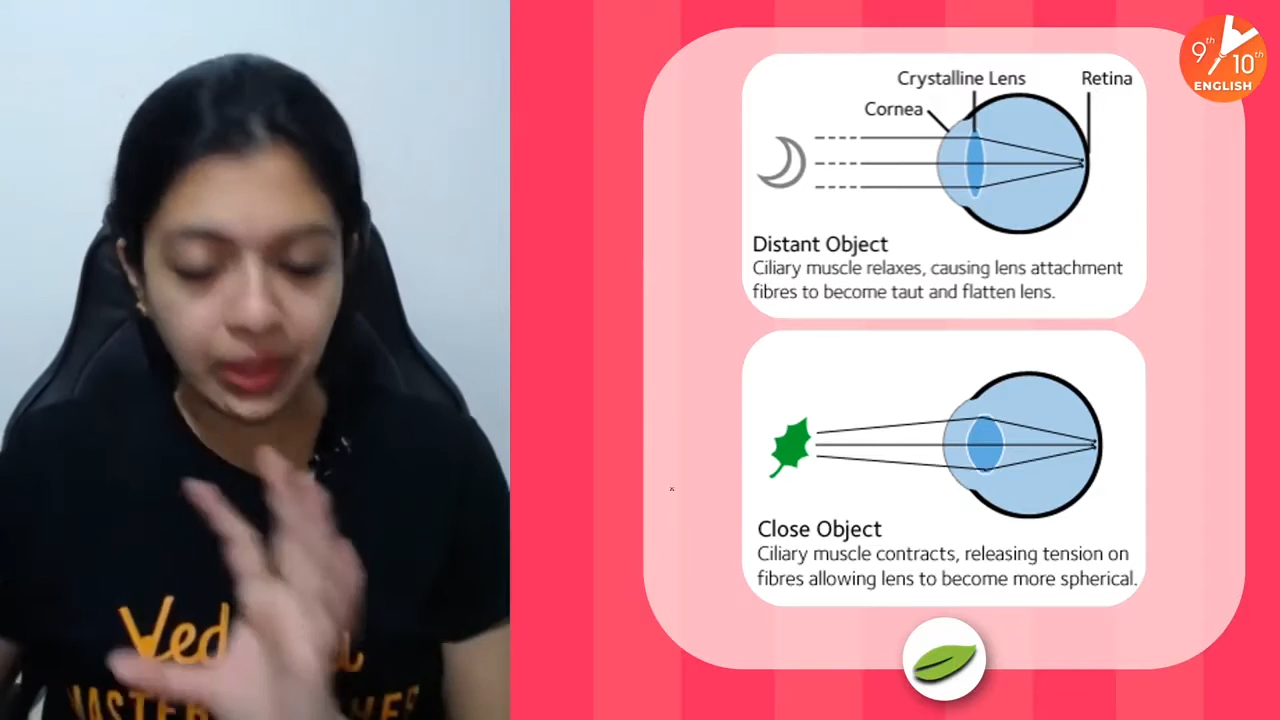 9th
10th
ENGLISH
Crystalline Lens
Retina
Cornea
Distant Object
Ciliary muscle relaxes, causing lens attachment
fibres to become taut and flatten lens.
Close Object
Ciliary muscle contracts, releasing tension on
fibres allowing lens to become more spherical.